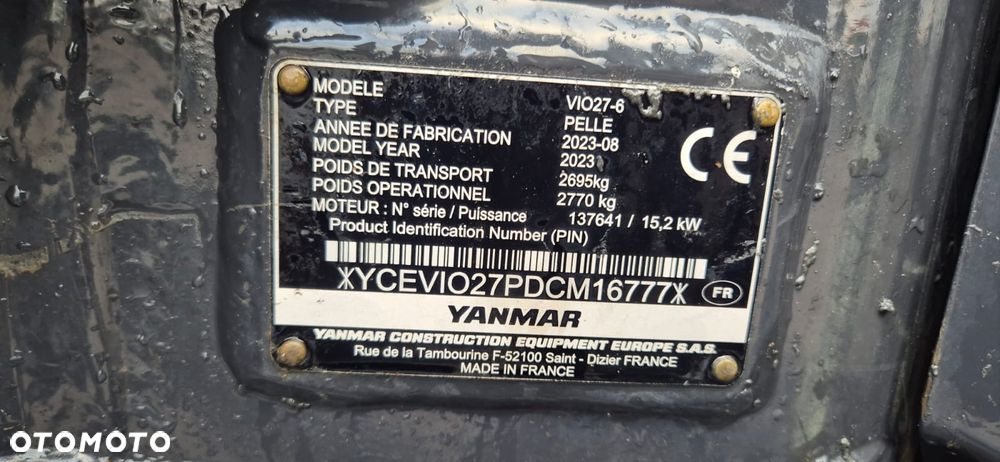 MODELE VIO27-6
TYPE PELLE
ANNEE DE FABRICATION 2023-08
MODEL YEAR 2023
POIDS DE TRANSPORT 2695kg
POIDS OPERATIONNEL 2770 kg
MOTEUR : N° série / Puissance 137641 / 15,2 kW
Product Identification Number (PIN)
CE
*YCEVIO27PDCM16777*
FR
YANMAR
YANMAR CONSTRUCTION EQUIPMENT EUROPE S.A.S.
Rue de la Tambourine F-52100 Saint - Dizier FRANCE
MADE IN FRANCE
OTOMOTO